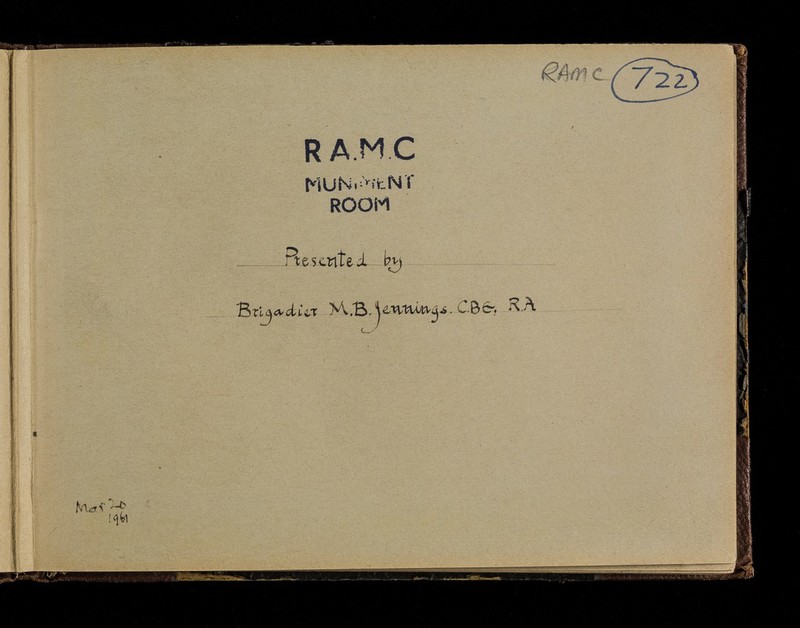 RAMC 722
R.A.M.C
MUNIMENT
ROOM
Presented by
Brigadier M.B. Jennings. CBE, RA
Mar 20
1961